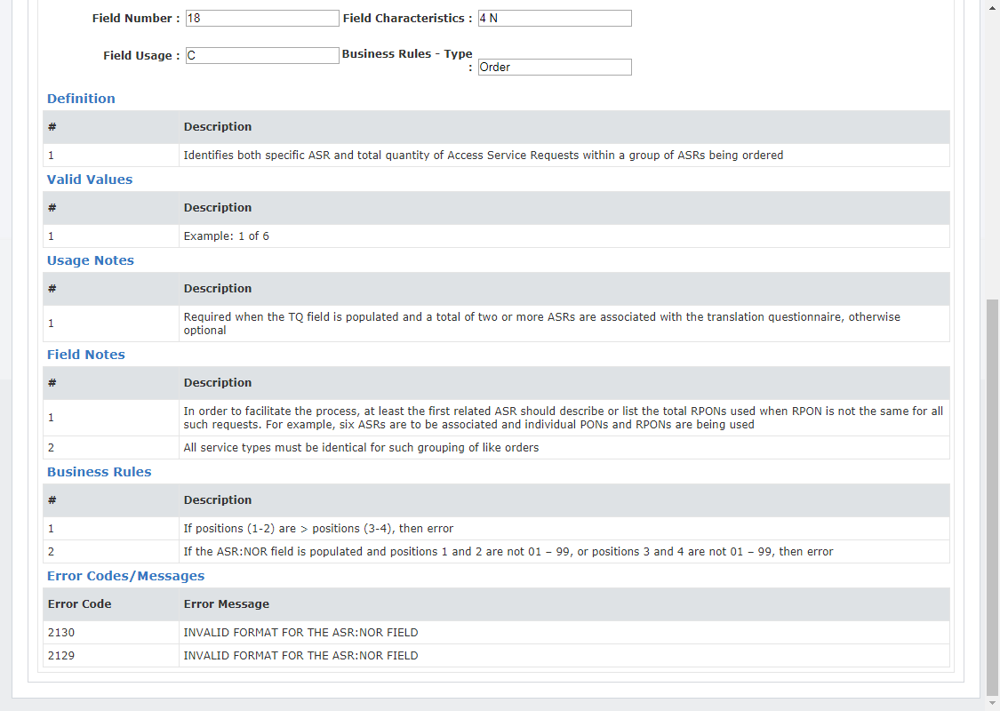 Field Number : 18 Field Characteristics : 4 N
Field Usage : C Business Rules - Type : Order
Definition
# Description
1 Identifies both specific ASR and total quantity of Access Service Requests within a group of ASRs being ordered
Valid Values
# Description
1 Example: 1 of 6
Usage Notes
# Description
1 Required when the TQ field is populated and a total of two or more ASRs are associated with the translation questionnaire, otherwise
optional
Field Notes
# Description
1 In order to facilitate the process, at least the first related ASR should describe or list the total RPONs used when RPON is not the same for all
such requests. For example, six ASRs are to be associated and individual PONs and RPONs are being used
2 All service types must be identical for such grouping of like orders
Business Rules
# Description
1 If positions (1-2) are > positions (3-4), then error
2 If the ASR:NOR field is populated and positions 1 and 2 are not 01 – 99, or positions 3 and 4 are not 01 – 99, then error
Error Codes/Messages
Error Code Error Message
2130 INVALID FORMAT FOR THE ASR:NOR FIELD
2129 INVALID FORMAT FOR THE ASR:NOR FIELD